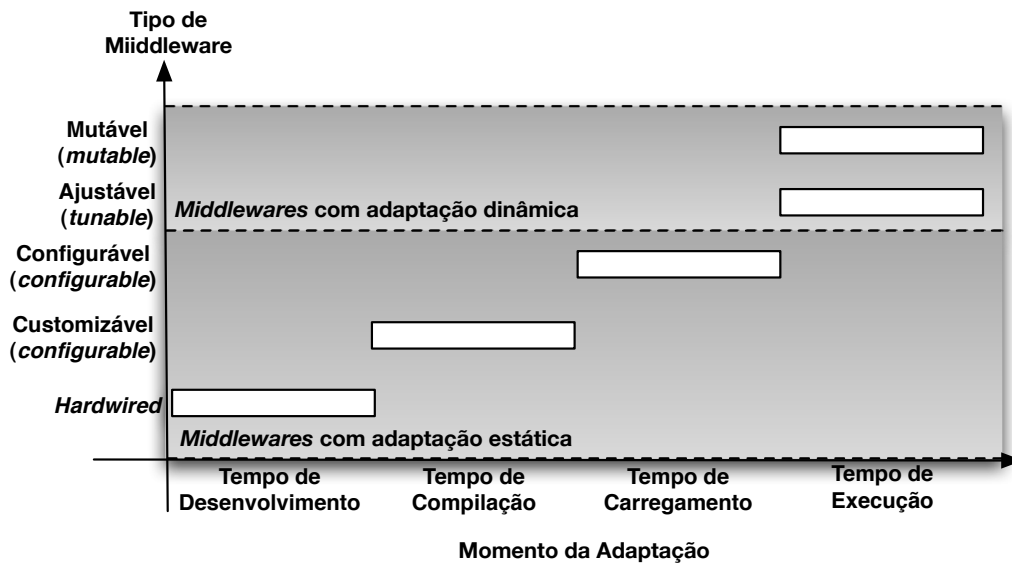 Tipo de
Miiddleware
Mutável
(mutable)
Ajustável
(tunable)
Middlewares com adaptação dinâmica
Configurável
(configurable)
Customizável
(configurable)
Hardwired
Middlewares com adaptação estática
Tempo de
Desenvolvimento
Tempo de
Compilação
Tempo de
Carregamento
Tempo de
Execução
Momento da Adaptação